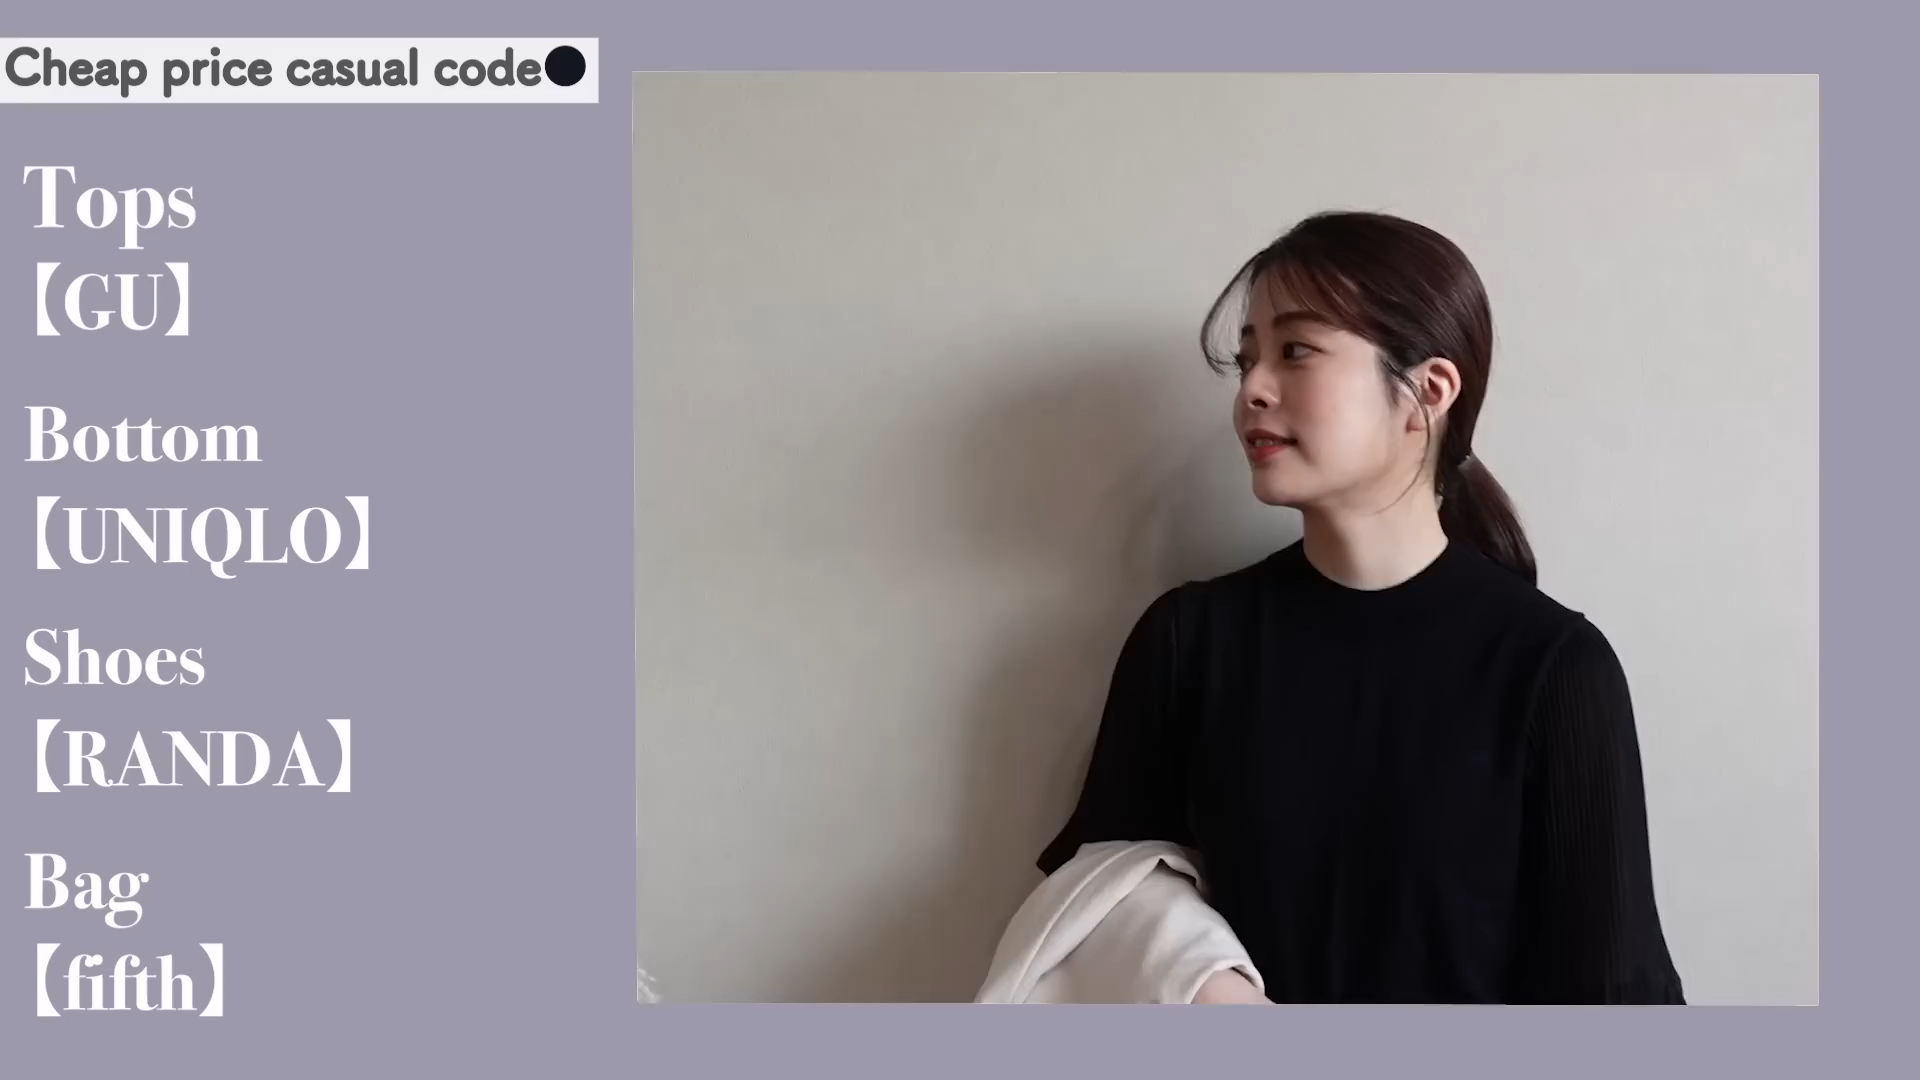 Cheap price casual code●
Tops
【GU】
Bottom
【UNIQLO】
Shoes
【RANDA】
Bag
【fifth】